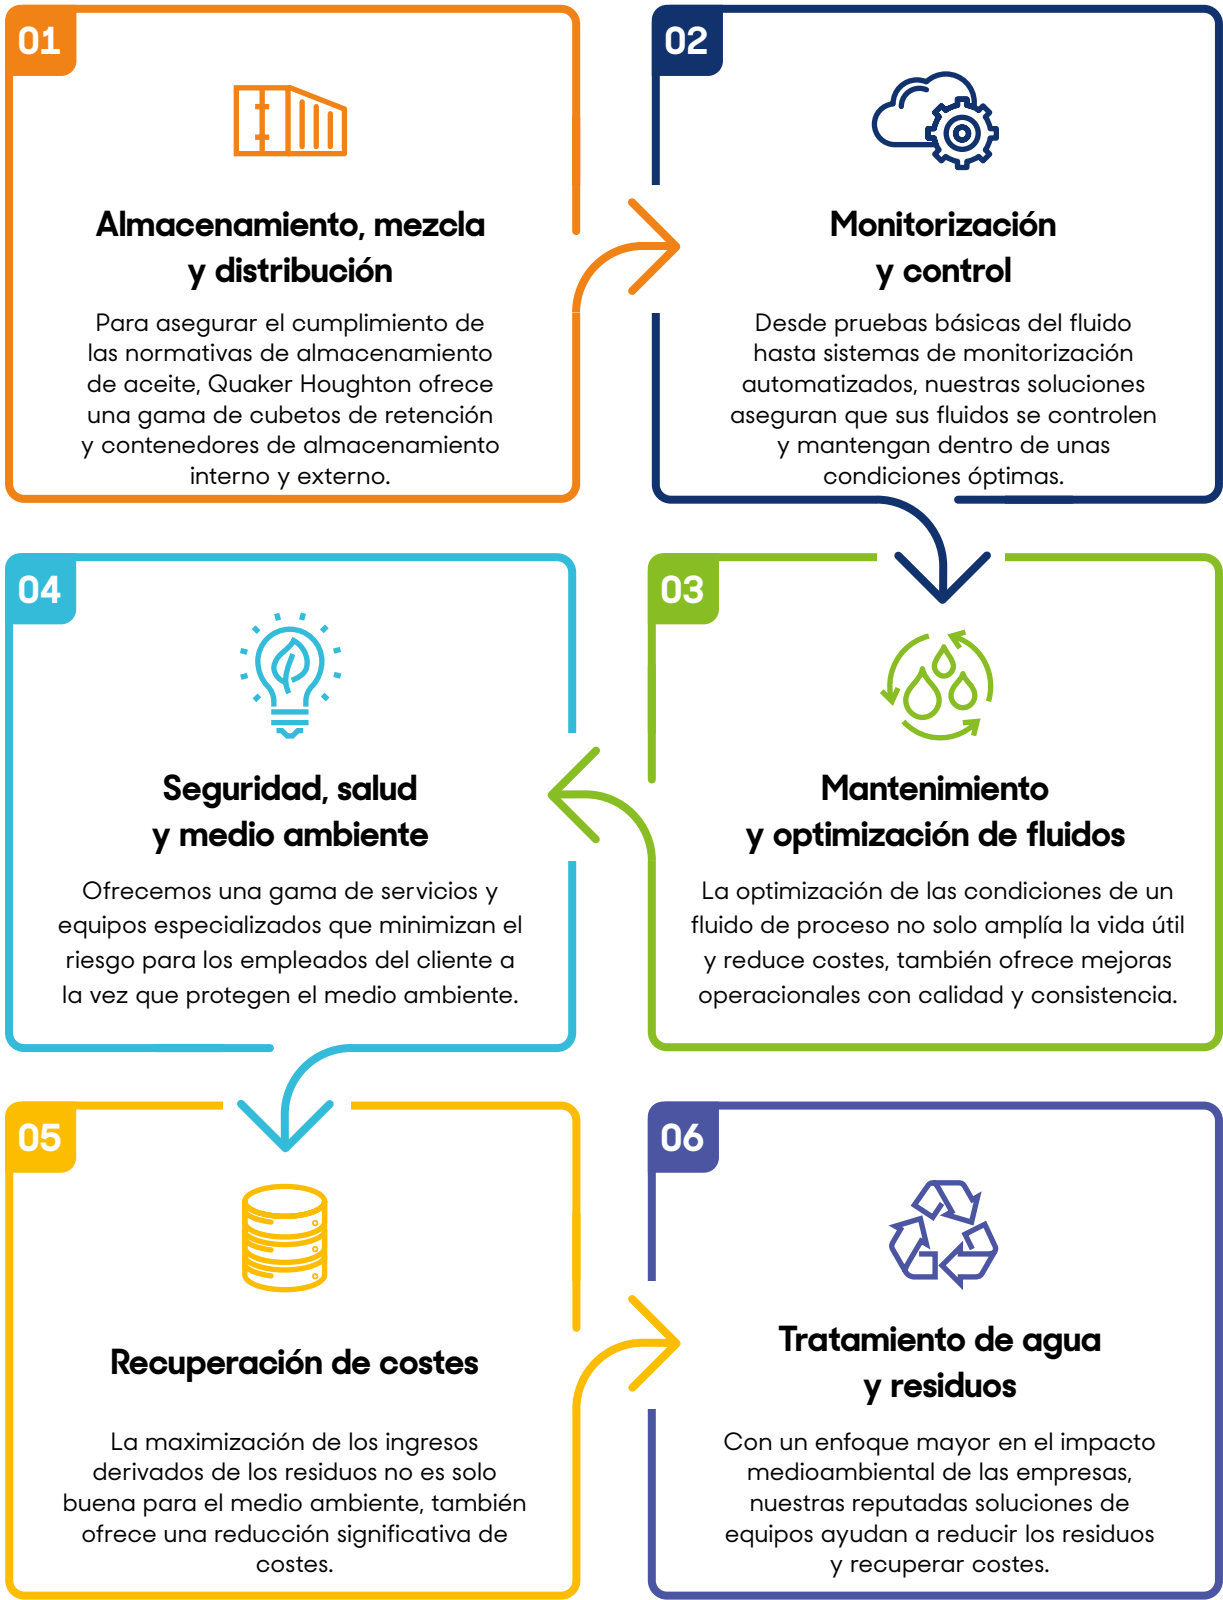 01
Almacenamiento, mezcla
y distribución
Para asegurar el cumplimiento de
las normativas de almacenamiento
de aceite, Quaker Houghton ofrece
una gama de cubetos de retención
y contenedores de almacenamiento
interno y externo.
02
Monitorización
y control
Desde pruebas básicas del fluido
hasta sistemas de monitorización
automatizados, nuestras soluciones
aseguran que sus fluidos se controlen
y mantengan dentro de unas
condiciones óptimas.
03
Mantenimiento
y optimización de fluidos
La optimización de las condiciones de un
fluido de proceso no solo amplía la vida útil
y reduce costes, también ofrece mejoras
operacionales con calidad y consistencia.
04
Seguridad, salud
y medio ambiente
Ofrecemos una gama de servicios y
equipos especializados que minimizan el
riesgo para los empleados del cliente a
la vez que protegen el medio ambiente.
05
Recuperación de costes
La maximización de los ingresos
derivados de los residuos no es solo
buena para el medio ambiente, también
ofrece una reducción significativa de
costes.
06
Tratamiento de agua
y residuos
Con un enfoque mayor en el impacto
medioambiental de las empresas,
nuestras reputadas soluciones de
equipos ayudan a reducir los residuos
y recuperar costes.